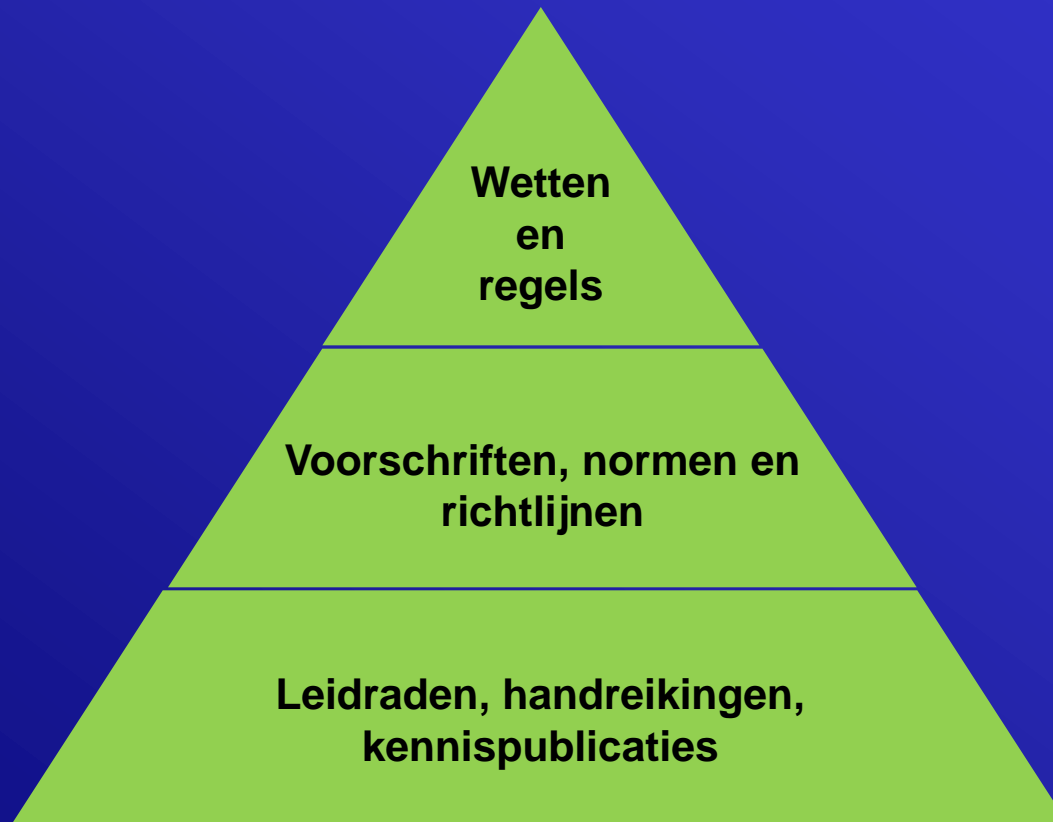 Wetten
en
regels
Voorschriften, normen en
richtlijnen
Leidraden, handreikingen,
kennispublicaties